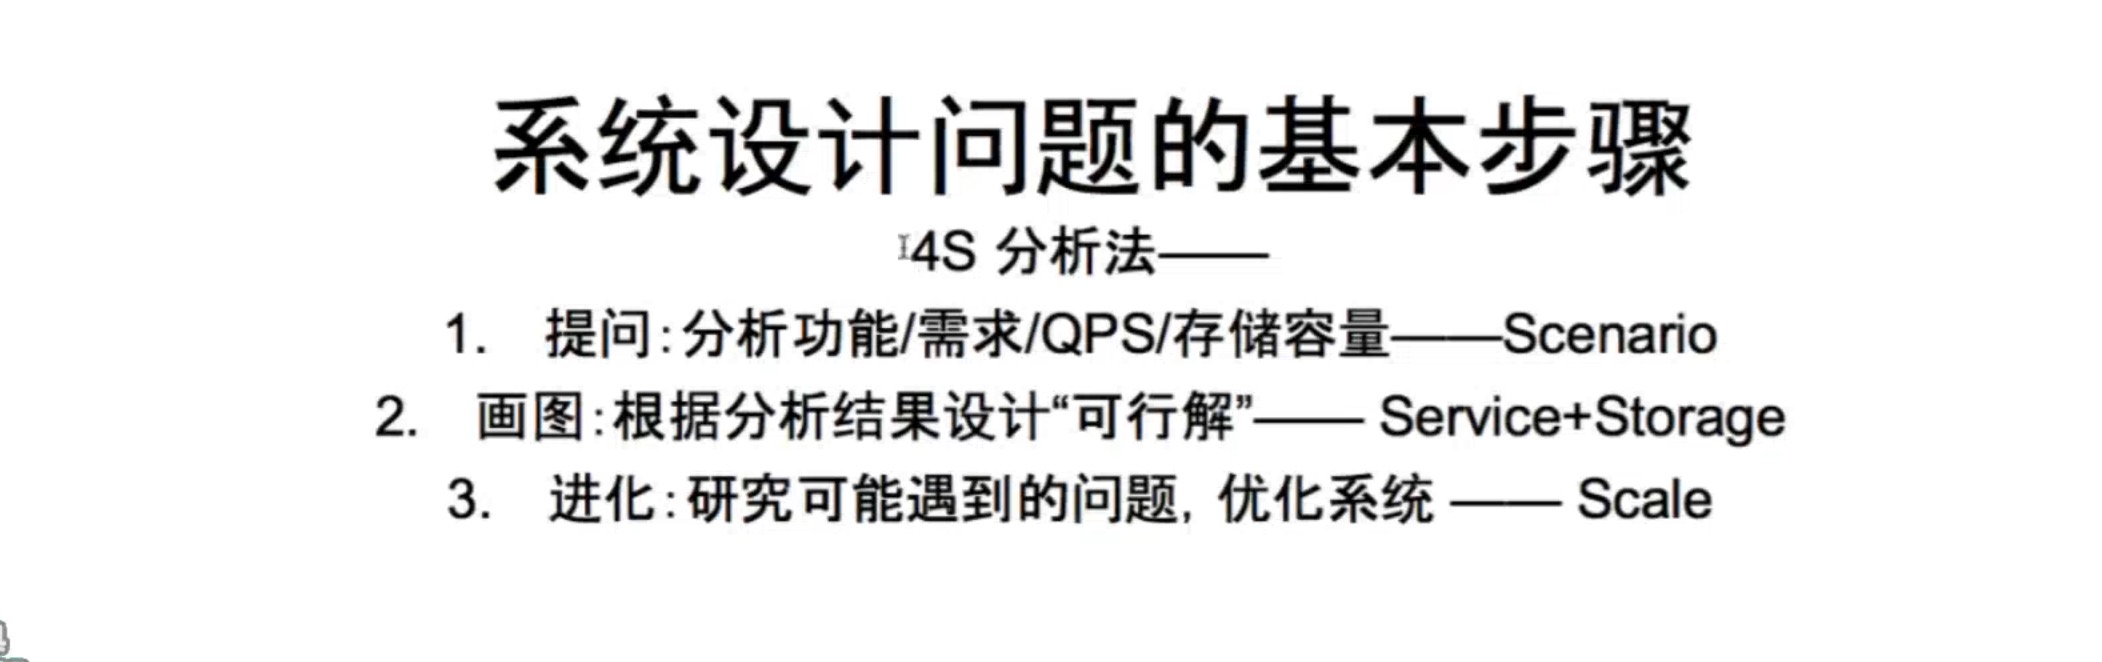 系统设计问题的基本步骤
4S 分析法——
1. 提问:分析功能/需求/QPS/存储容量——Scenario
2. 画图:根据分析结果设计“可行解”—— Service+Storage
3. 进化:研究可能遇到的问题, 优化系统 —— Scale